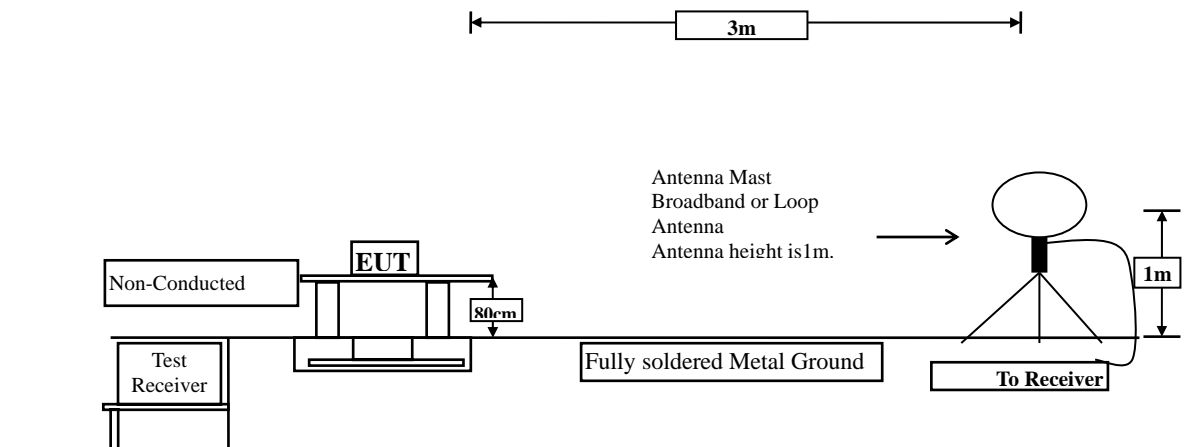 3m
Antenna Mast
Broadband or Loop
Antenna
Antenna height is1m.
EUT
Non-Conducted
80cm
1m
Test
Receiver
Fully soldered Metal Ground
To Receiver